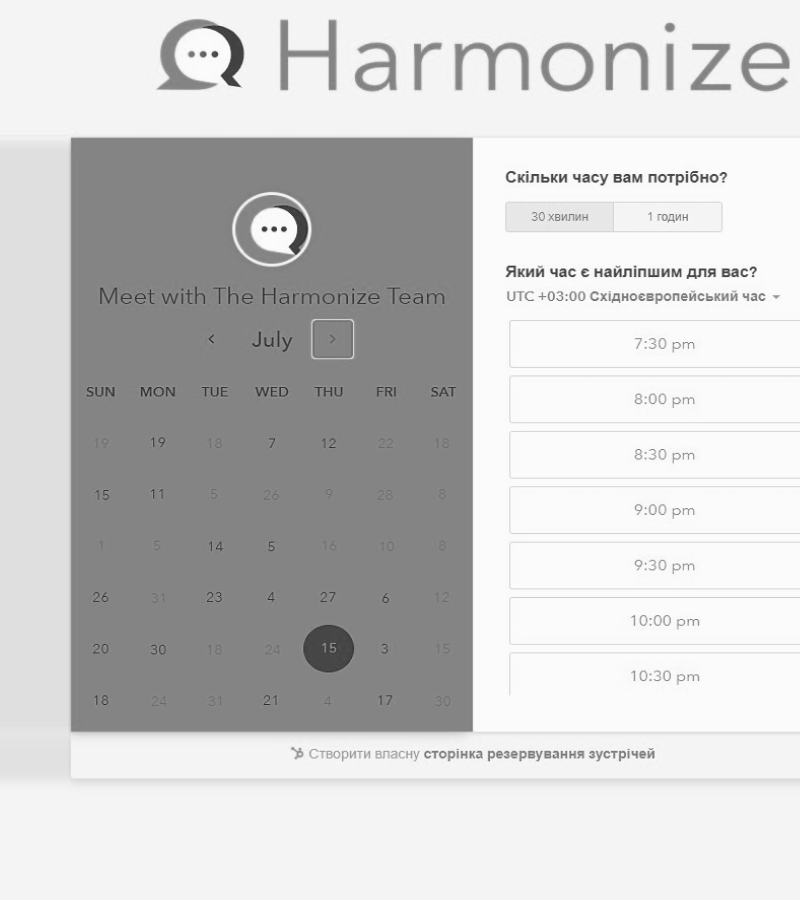 Harmonize
Meet with The Harmonize Team
July
SUN MON TUE WED THU FRI SAT
19 19 18 7 12 22 18
15 11 5 26 9 28 8
1 5 14 5 16 10 8
26 31 23 4 27 6 12
20 30 18 24 15 3 15
18 24 31 21 4 17 30
Скільки часу вам потрібно?
30 хвилин 1 годин
Який час є найліпшим для вас?
UTC +03:00 Східноєвропейський час
7:30 pm
8:00 pm
8:30 pm
9:00 pm
9:30 pm
10:00 pm
10:30 pm
Створити власну сторінка резервування зустрічей